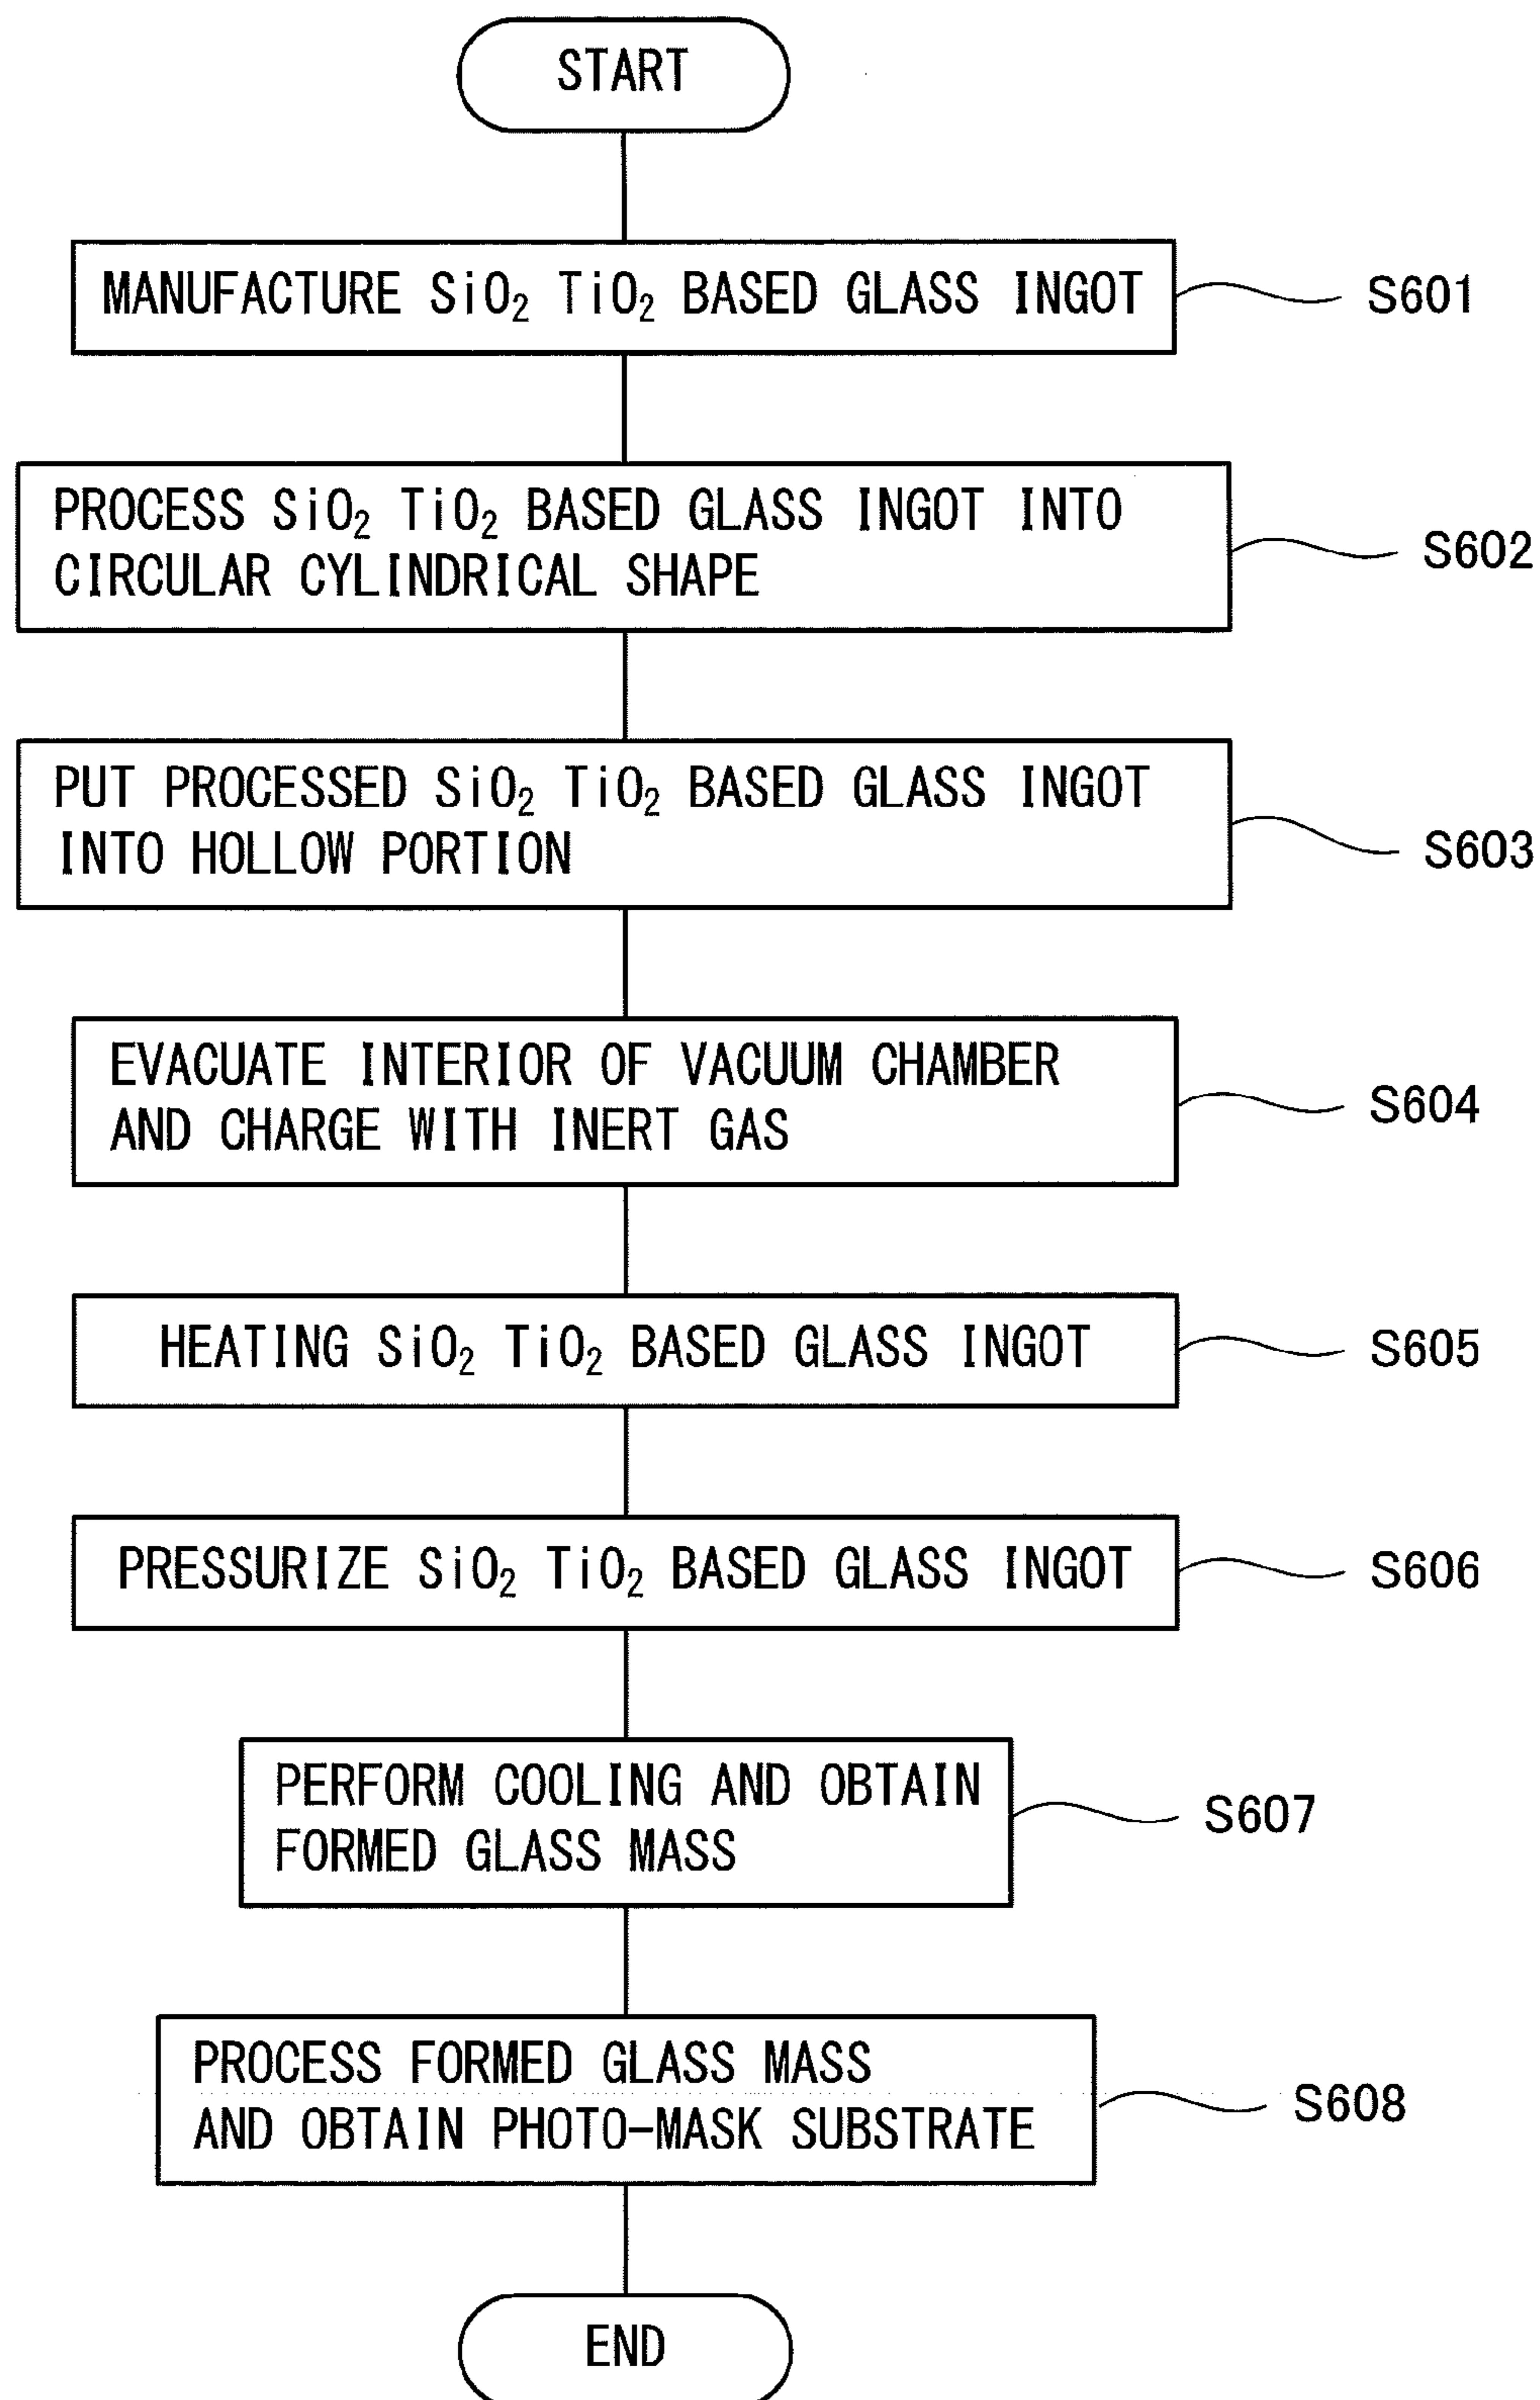 START
MANUFACTURE SiO₂ TiO₂ BASED GLASS INGOT
S601
PROCESS SiO₂ TiO₂ BASED GLASS INGOT INTO
CIRCULAR CYLINDRICAL SHAPE
S602
PUT PROCESSED SiO₂ TiO₂ BASED GLASS INGOT
INTO HOLLOW PORTION
S603
EVACUATE INTERIOR OF VACUUM CHAMBER
AND CHARGE WITH INERT GAS
S604
HEATING SiO₂ TiO₂ BASED GLASS INGOT
S605
PRESSURIZE SiO₂ TiO₂ BASED GLASS INGOT
S606
PERFORM COOLING AND OBTAIN
FORMED GLASS MASS
S607
PROCESS FORMED GLASS MASS
AND OBTAIN PHOTO-MASK SUBSTRATE
S608
END